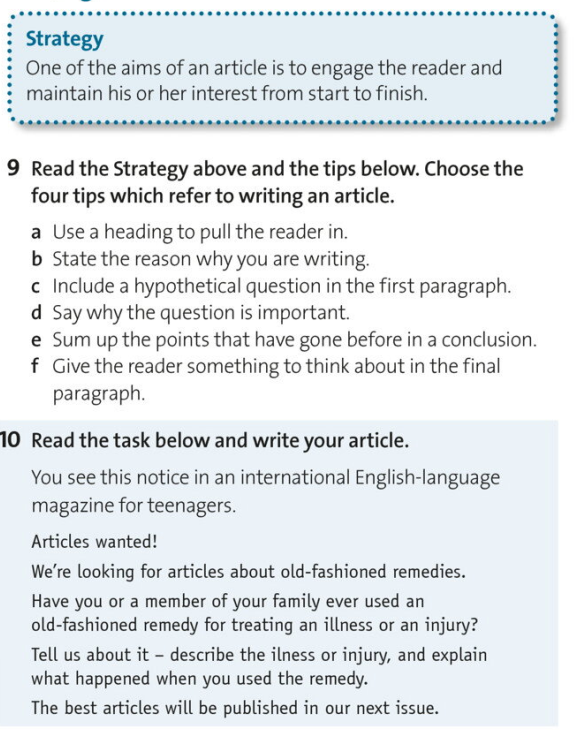 Strategy
One of the aims of an article is to engage the reader and
maintain his or her interest from start to finish.
9 Read the Strategy above and the tips below. Choose the
four tips which refer to writing an article.
a Use a heading to pull the reader in.
b State the reason why you are writing.
c Include a hypothetical question in the first paragraph.
d Say why the question is important.
e Sum up the points that have gone before in a conclusion.
f Give the reader something to think about in the final
paragraph.
10 Read the task below and write your article.
You see this notice in an international English-language
magazine for teenagers.
Articles wanted!
We're looking for articles about old-fashioned remedies.
Have you or a member of your family ever used an
old-fashioned remedy for treating an illness or an injury?
Tell us about it – describe the ilness or injury, and explain
what happened when you used the remedy.
The best articles will be published in our next issue.